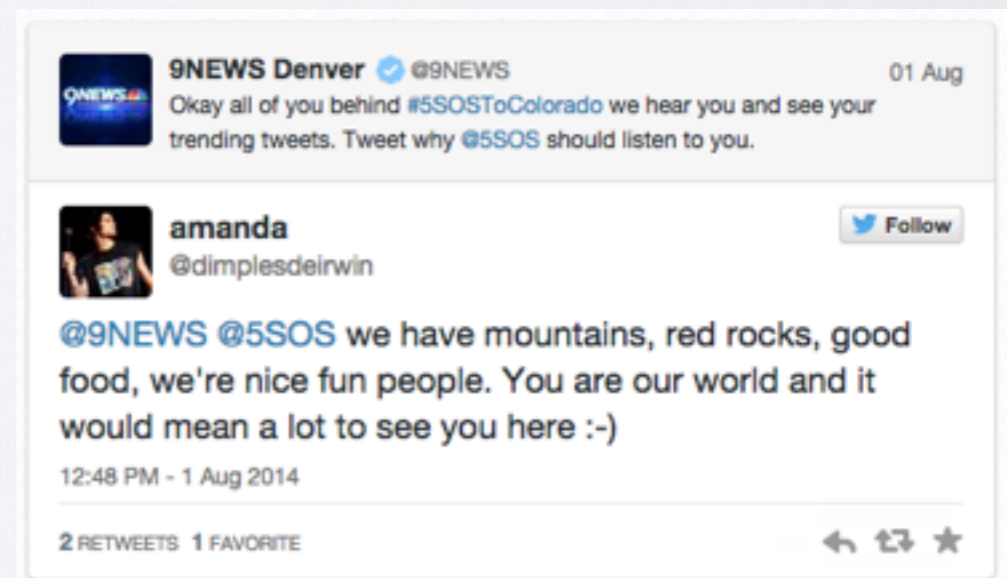 9NEWS
9NEWS Denver @9NEWS 01 Aug
Okay all of you behind #5SOSToColorado we hear you and see your
trending tweets. Tweet why @5SOS should listen to you.
amanda
Follow
@dimplesdeirwin
@9NEWS @5SOS we have mountains, red rocks, good
food, we're nice fun people. You are our world and it
would mean a lot to see you here :-)
12:48 PM - 1 Aug 2014
2 RETWEETS 1 FAVORITE